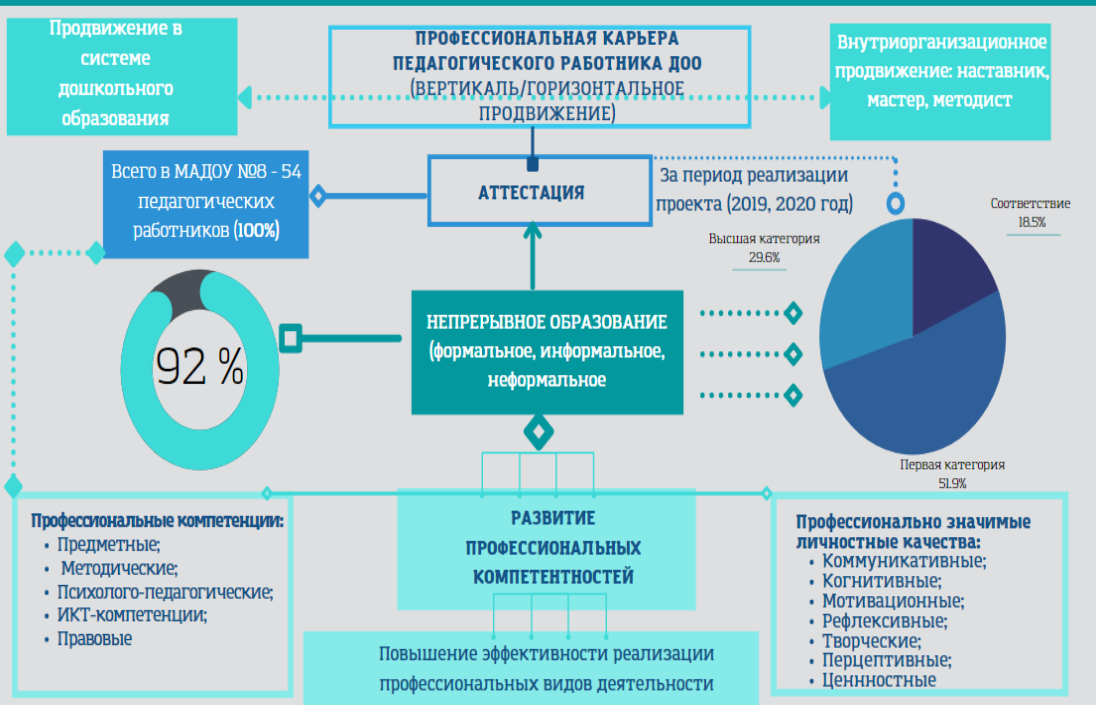 Продвижение в
системе
дошкольного
образования
ПРОФЕССИОНАЛЬНАЯ КАРЬЕРА
ПЕДАГОГИЧЕСКОГО РАБОТНИКА ДОО
(ВЕРТИКАЛЬ/ГОРИЗОНТАЛЬНОЕ
ПРОДВИЖЕНИЕ)
Внутриорганизационное
продвижение: наставник,
мастер, методист
Всего в МАДОУ №8 - 54
педагогических
работников (100%)
АТТЕСТАЦИЯ
За период реализации
проекта (2019, 2020 год)
Соответствие
18.5%
Высшая категория
29.6%
Первая категория
51.9%
92 %
НЕПРЕРЫВНОЕ ОБРАЗОВАНИЕ
(формальное, информальное,
неформальное
Профессиональные компетенции:
• Предметные;
• Методические;
• Психолого-педагогические;
• ИКТ-компетенции;
• Правовые
РАЗВИТИЕ
ПРОФЕССИОНАЛЬНЫХ
КОМПЕТЕНТНОСТЕЙ
Повышение эффективности реализации
профессиональных видов деятельности
Профессионально значимые
личностные качества:
• Коммуникативные;
• Когнитивные;
• Мотивационные;
• Рефлексивные;
• Творческие;
• Перцептивные;
• Ценнностные